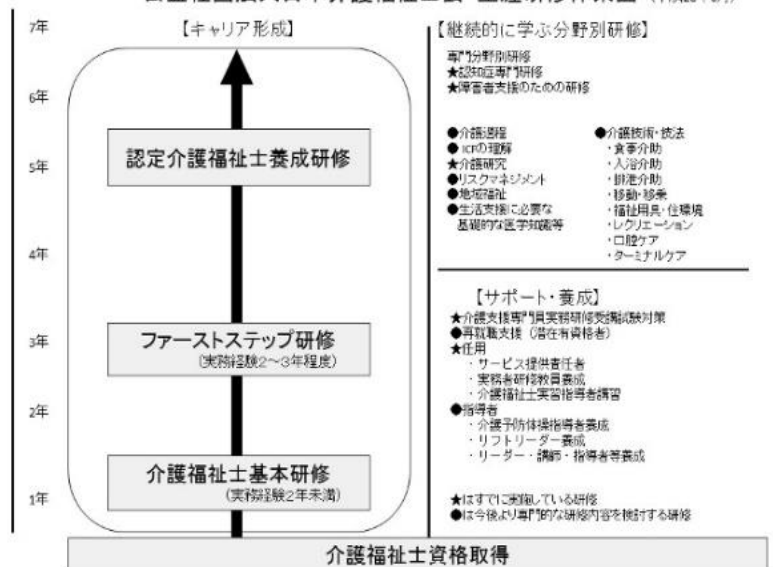 7年
6年
5年
4年
3年
2年
1年
【キャリア形成】
認定介護福祉士養成研修
ファーストステップ研修
(実務経験2～3年程度)
介護福祉士基本研修
(実務経験2年未満)
【継続的に学ぶ分野別研修】
専門分野別研修
★認知症専門研修
★障害者支援のための研修
●介護過程
●ICFの理解
★介護研究
●リスクマネジメント
●地域福祉
●生活支援に必要な
基礎的な医学知識等
●介護技術・技法
・食事介助
・入浴介助
・排泄介助
・移動・移乗
・福祉用具・住環境
・レクリエーション
・口腔ケア
・ターミナルケア
【サポート・養成】
★介護支援専門員実務研修受講試験対策
●再就職支援（潜在有資格者）
★任用
・サービス提供責任者
・実務者研修教員養成
・介護福祉士実習指導者講習
●指導者
・介護予防体操指導者養成
・リフトリーダー養成
・リーダー・講師・指導者等養成
★はすでに実施している研修
●は今後より専門的な研修内容を検討する研修
介護福祉士資格取得